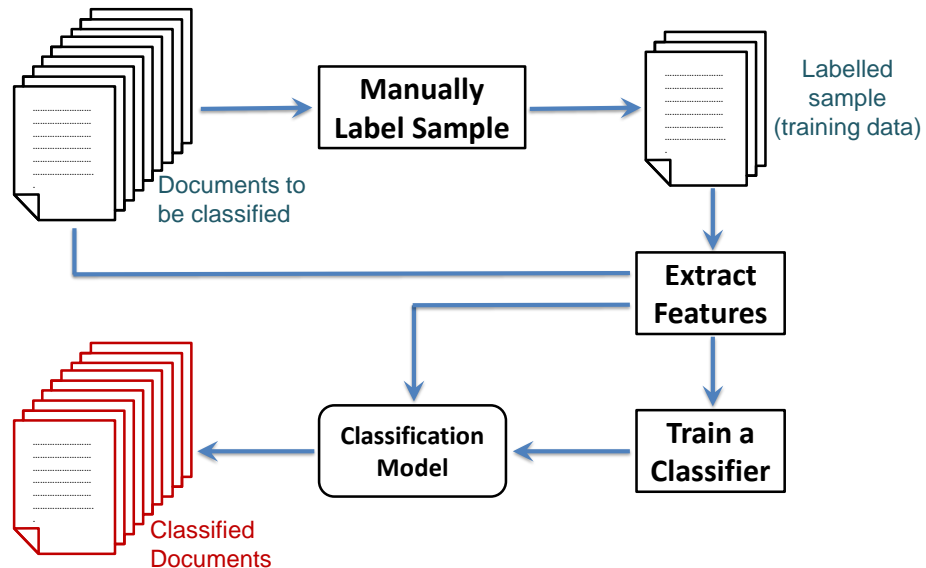 Manually
Label Sample
Labelled
sample
(training data)
Documents to
be classified
Extract
Features
Classification
Model
Train a
Classifier
Classified
Documents